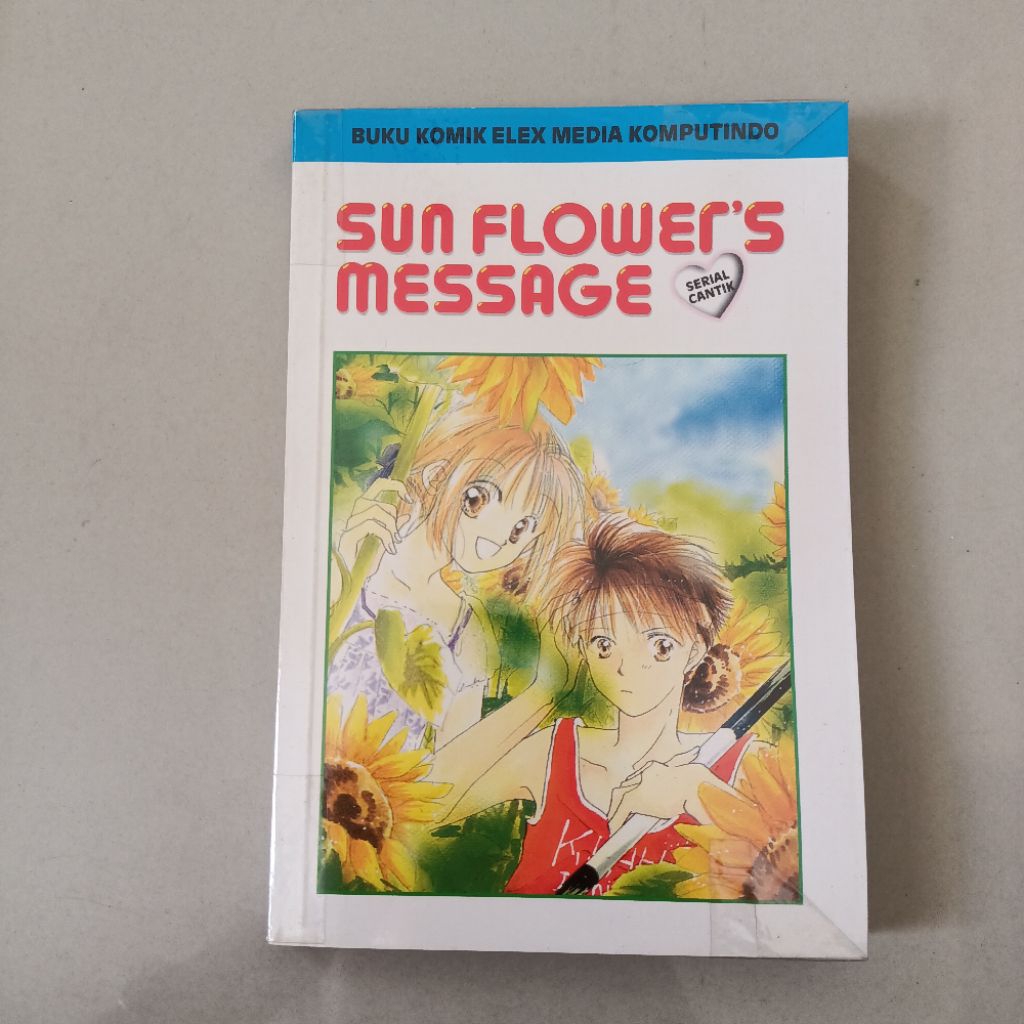 BUKU KOMIK ELEX MEDIA KOMPUTINDO
SUN FLOWER'S
MESSAGE
SERIAL
CANTIK